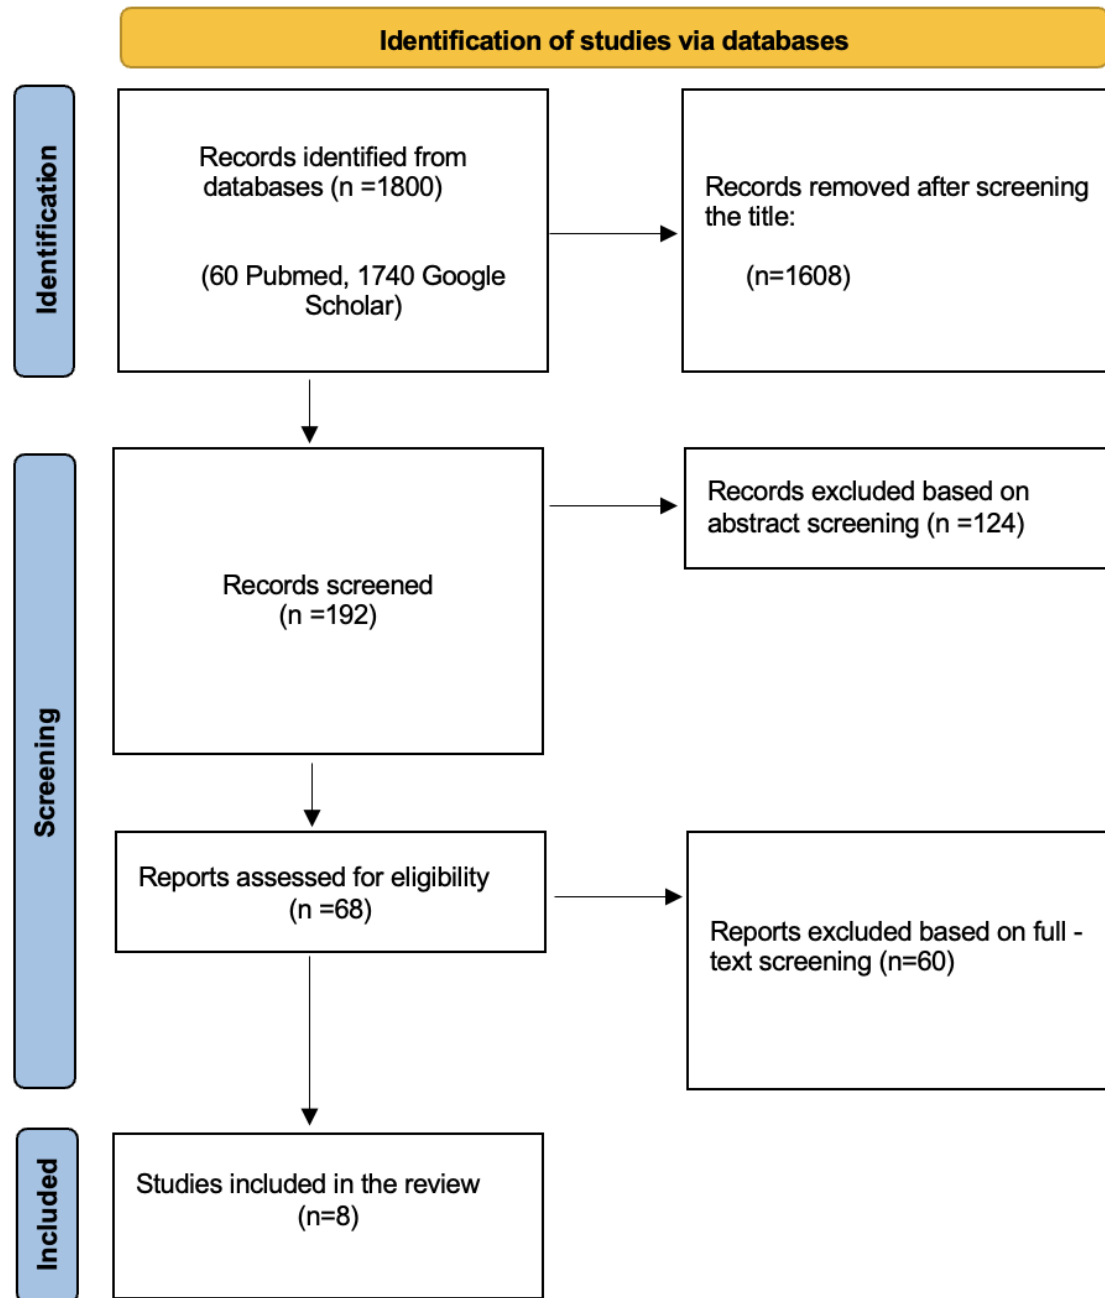 Identification of studies via databases
Identification
Records identified from
databases (n =1800)
(60 Pubmed, 1740 Google
Scholar)
Records removed after screening
the title:
(n=1608)
Screening
Records screened
(n =192)
Records excluded based on
abstract screening (n =124)
Reports assessed for eligibility
(n =68)
Reports excluded based on full -
text screening (n=60)
Included
Studies included in the review
(n=8)